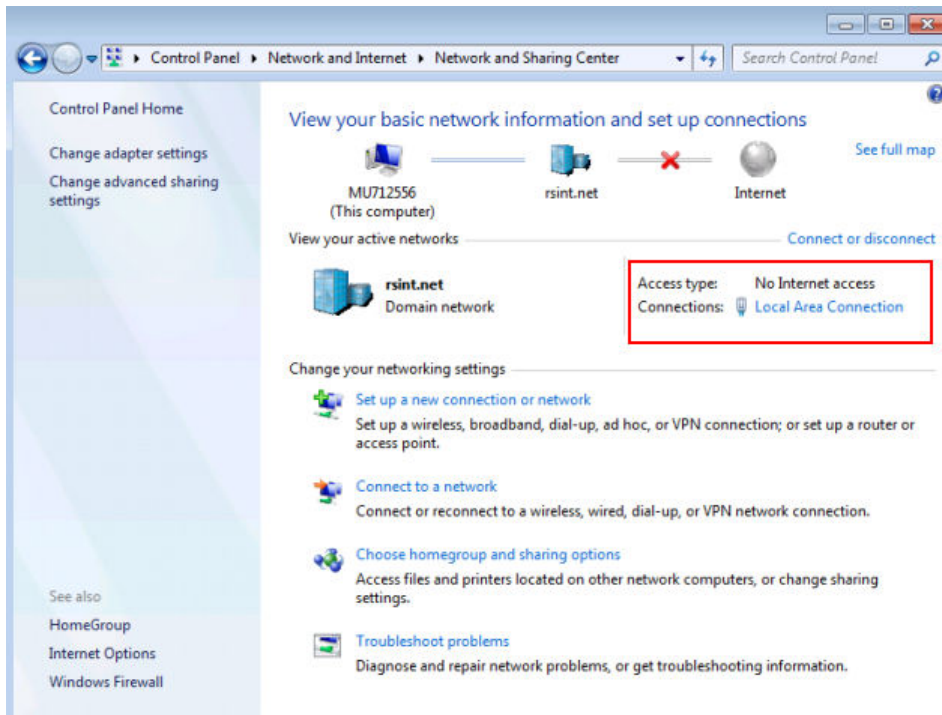 Control Panel Network and Internet Network and Sharing Center Search Control Panel
Control Panel Home
Change adapter settings
Change advanced sharing
settings
View your basic network information and set up connections
See full map
MU712556
(This computer)
rsint.net
Internet
View your active networks
Connect or disconnect
rsint.net
Domain network
Access type: No Internet access
Connections: Local Area Connection
Change your networking settings
Set up a new connection or network
Set up a wireless, broadband, dial-up, ad hoc, or VPN connection; or set up a router or
access point.
Connect to a network
Connect or reconnect to a wireless, wired, dial-up, or VPN network connection.
Choose homegroup and sharing options
Access files and printers located on other network computers, or change sharing
settings.
Troubleshoot problems
Diagnose and repair network problems, or get troubleshooting information.
See also
HomeGroup
Internet Options
Windows Firewall